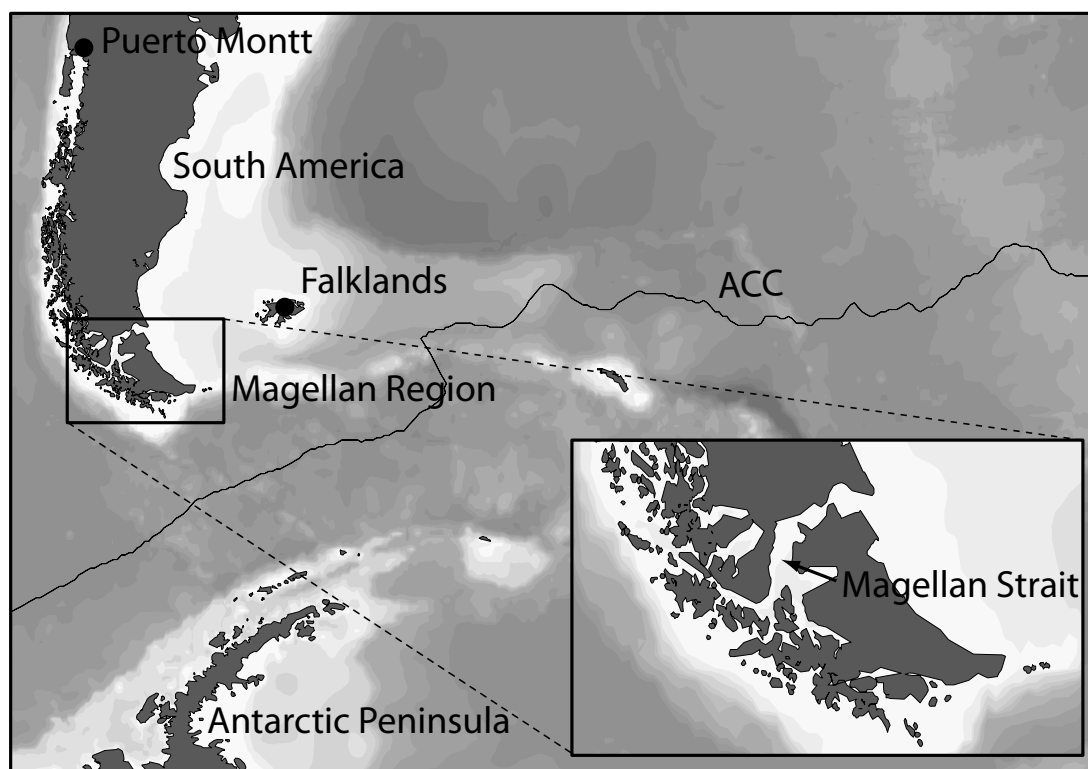 Puerto Montt
South America
Falklands
ACC
Magellan Region
Magellan Strait
Antarctic Peninsula